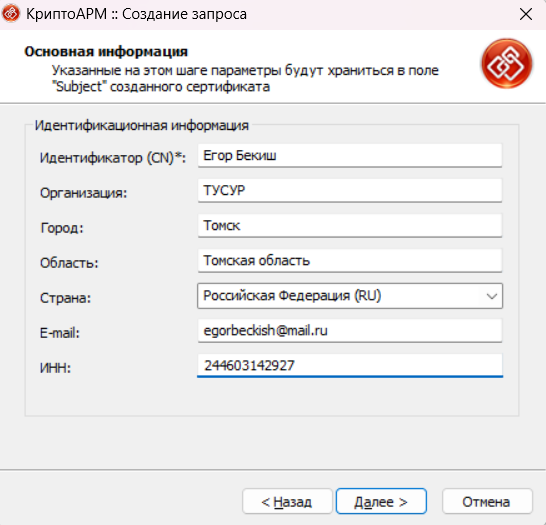 КриптоАРМ :: Создание запроса
Основная информация
Указанные на этом шаге параметры будут храниться в поле
"Subject" созданного сертификата
Идентификационная информация
Идентификатор (CN)*: Егор Бекиш
Организация: ТУСУР
Город: Томск
Область: Томская область
Страна: Российская Федерация (RU)
E-mail: egorbeckish@mail.ru
ИНН: 244603142927
< Назад Далее > Отмена